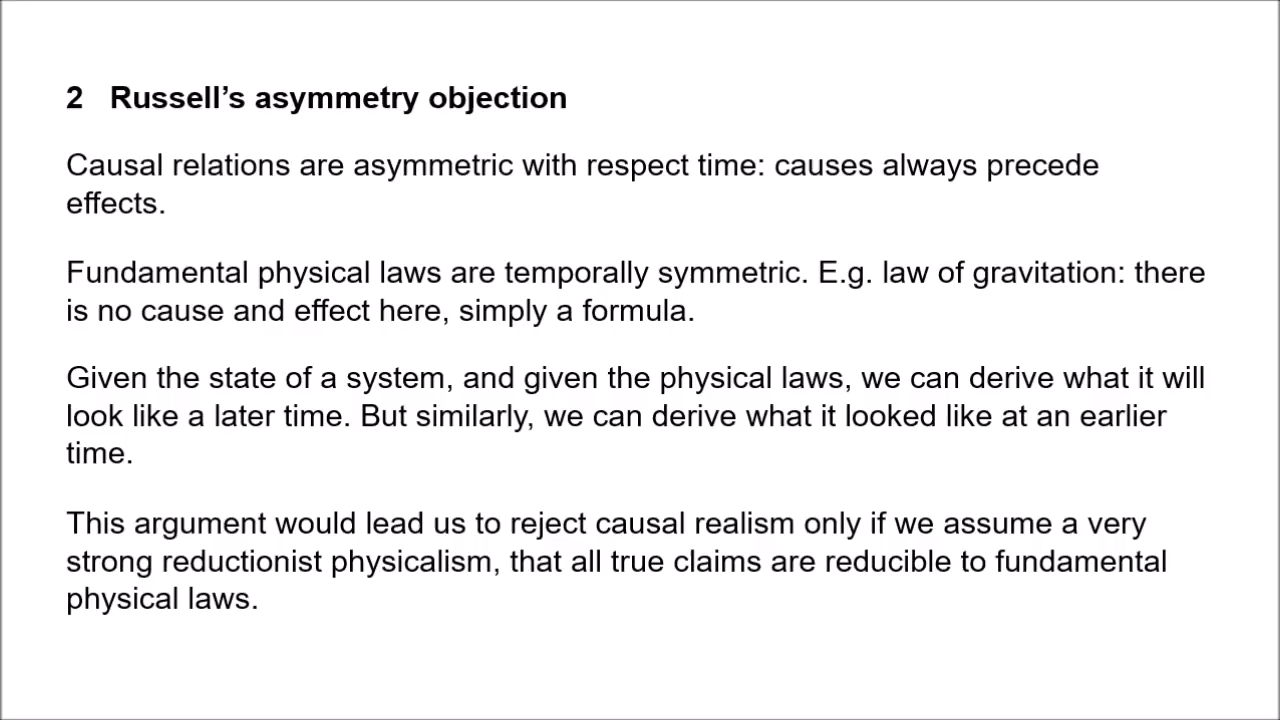 2 Russell’s asymmetry objection
Causal relations are asymmetric with respect time: causes always precede
effects.
Fundamental physical laws are temporally symmetric. E.g. law of gravitation: there
is no cause and effect here, simply a formula.
Given the state of a system, and given the physical laws, we can derive what it will
look like a later time. But similarly, we can derive what it looked like at an earlier
time.
This argument would lead us to reject causal realism only if we assume a very
strong reductionist physicalism, that all true claims are reducible to fundamental
physical laws.